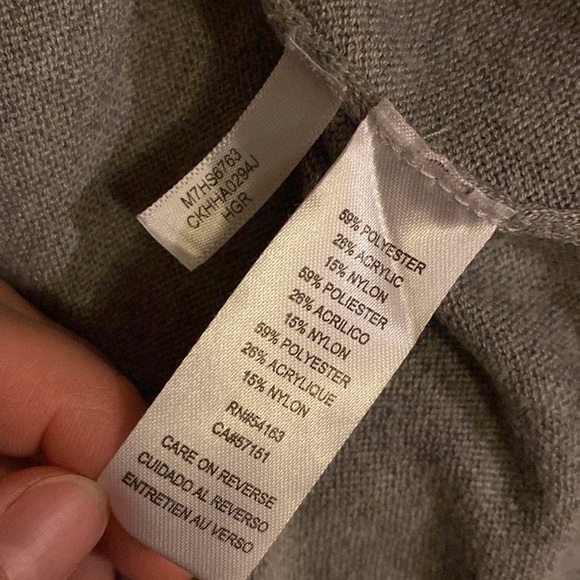 M7HS6763
CKHHA0294J
HGR
59% POLYESTER
26% ACRYLIC
15% NYLON
59% POLIESTER
26% ACRILICO
15% NYLON
59% POLYESTER
26% ACRYLIQUE
15% NYLON
RN#54163
CA#57151
CARE ON REVERSE
CUIDADO AL REVERSO
ENTRETIEN AU VERSO